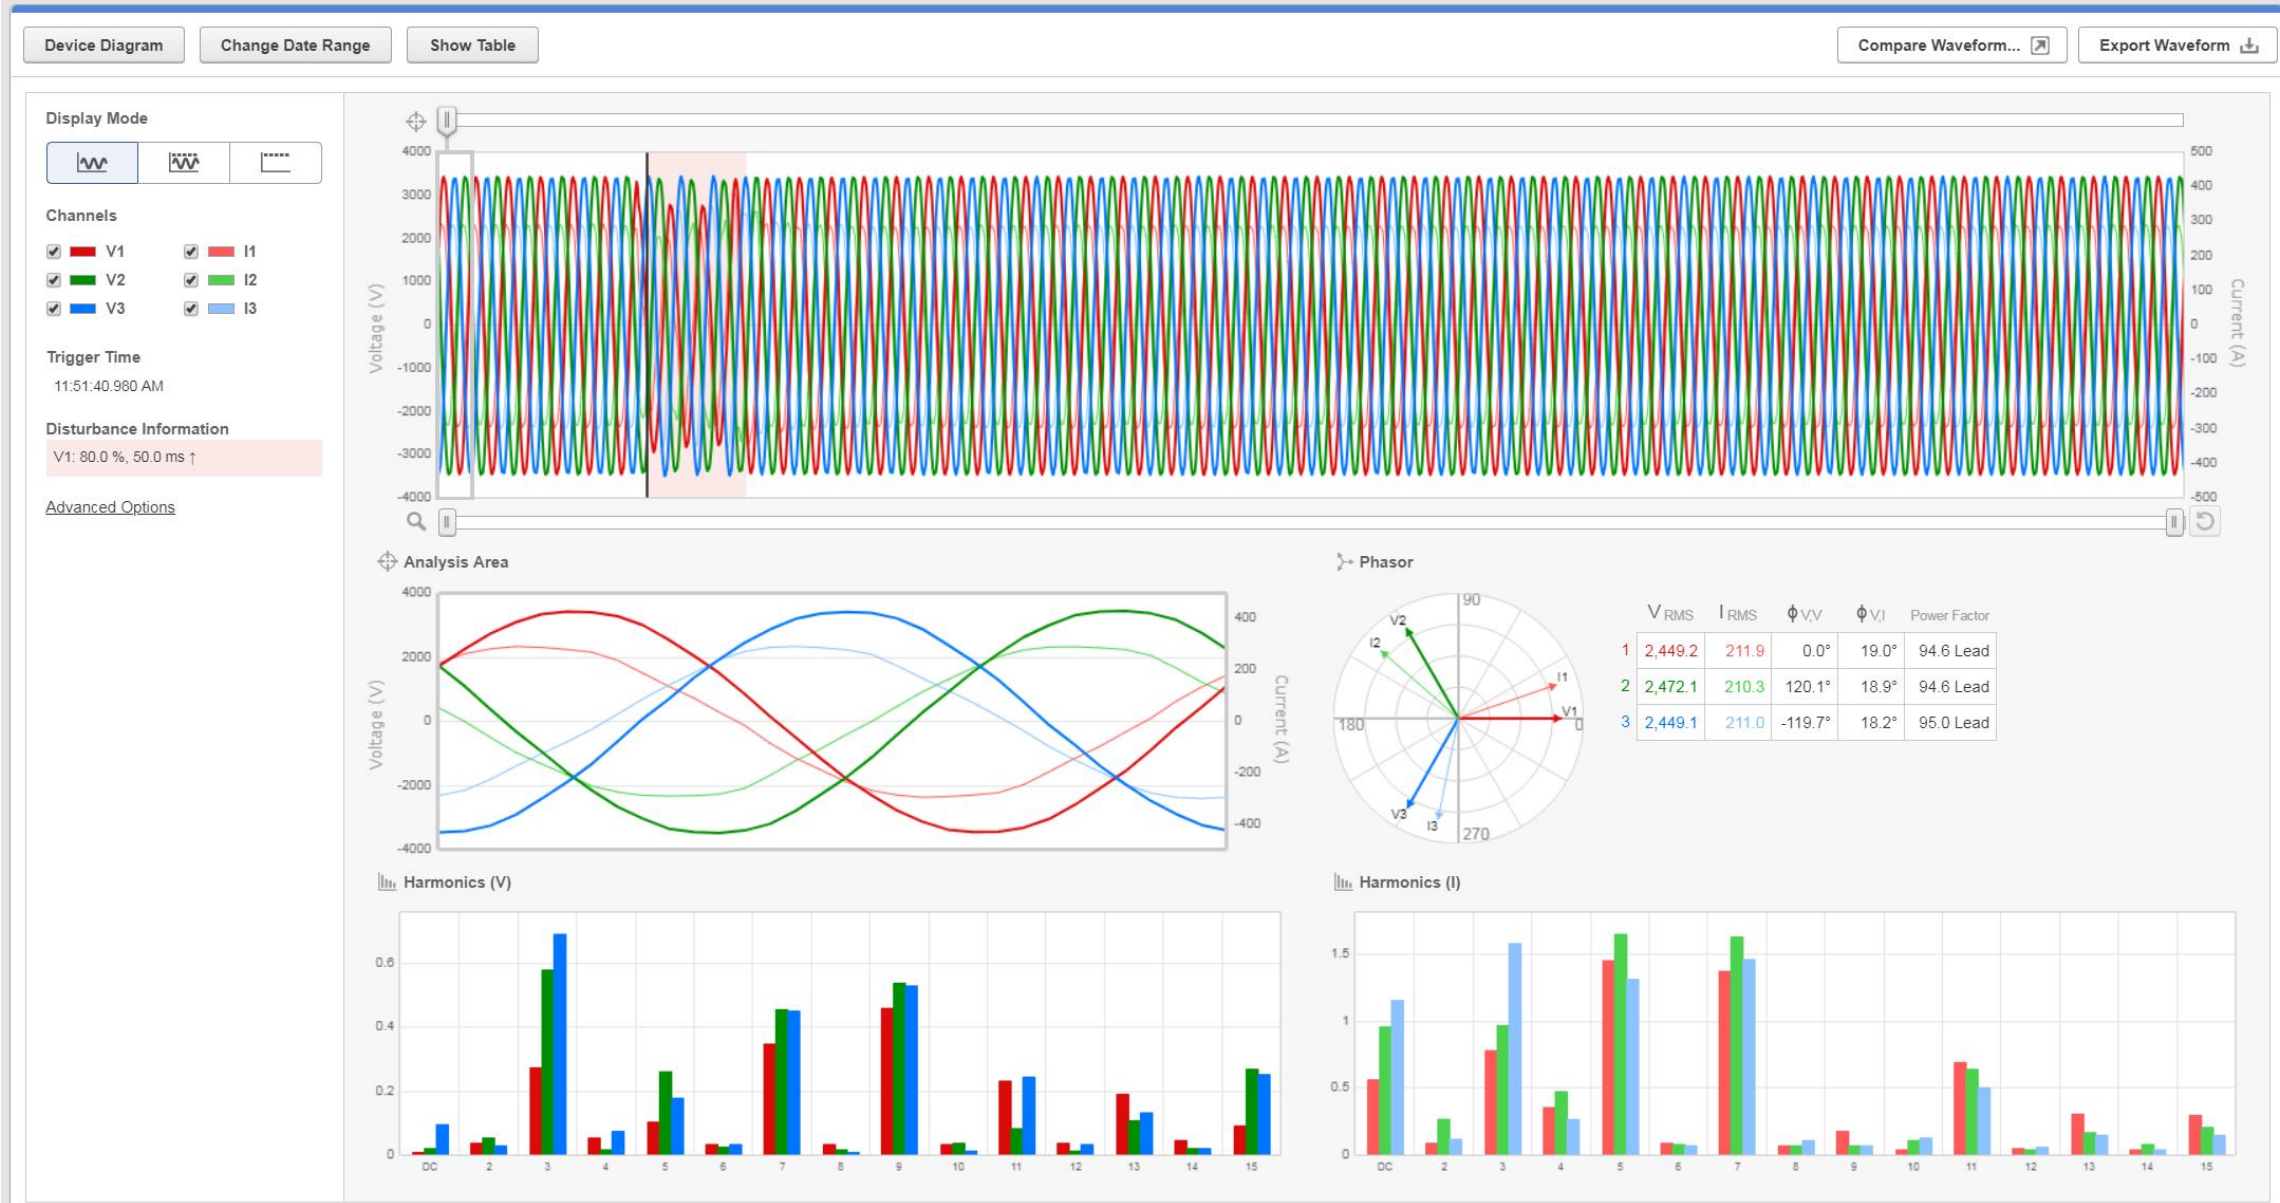 Device Diagram Change Date Range Show Table Compare Waveform... Export Waveform
Display Mode
Channels
V1 I1
V2 I2
V3 I3
Trigger Time
11:51:40.980 AM
Disturbance Information
V1: 80.0 %, 50.0 ms ↑
Advanced Options
Voltage (V)
4000
3000
2000
1000
0
-1000
-2000
-3000
-4000
500
400
300
200
100
0
-100
-200
-300
-400
-500
Current (A)
Analysis Area
Voltage (V)
4000
2000
0
-2000
-4000
400
200
0
-200
-400
Current (A)
Phasor
90
V2
I2
I1
V1
180
0
V3
I3
270
V RMS I RMS ϕ V,V ϕ V,I Power Factor
1 2,449.2 211.9 0.0° 19.0° 94.6 Lead
2 2,472.1 210.3 120.1° 18.9° 94.6 Lead
3 2,449.1 211.0 -119.7° 18.2° 95.0 Lead
Harmonics (V)
0.6
0.4
0.2
0
DC 2 3 4 5 6 7 8 9 10 11 12 13 14 15
Harmonics (I)
1.5
1
0.5
0
DC 2 3 4 5 6 7 8 9 10 11 12 13 14 15